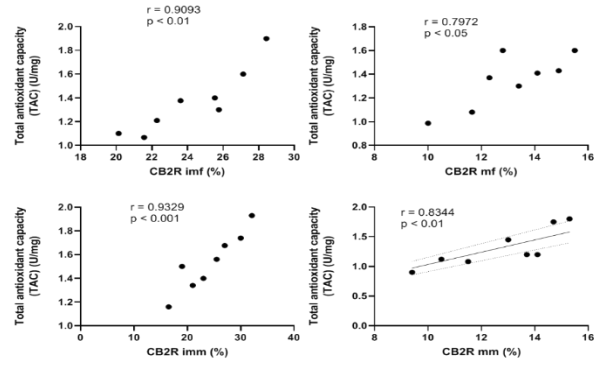 r = 0.9093
p < 0.01
Total antioxidant capacity
(TAC) (U/mg)
2.0
1.8
1.6
1.4
1.2
1.0
18 20 22 24 26 28 30
CB2R imf (%)
r = 0.7972
p < 0.05
Total antioxidant capacity
(TAC) (U/mg)
1.8
1.6
1.4
1.2
1.0
0.8
8 10 12 14 16
CB2R mf (%)
r = 0.9329
p < 0.001
Total antioxidant capacity
(TAC) (U/mg)
2.0
1.8
1.6
1.4
1.2
1.0
0 10 20 30 40
CB2R imm (%)
r = 0.8344
p < 0.01
Total antioxidant capacity
(TAC) (U/mg)
2.0
1.5
1.0
0.5
0.0
8 10 12 14 16
CB2R mm (%)